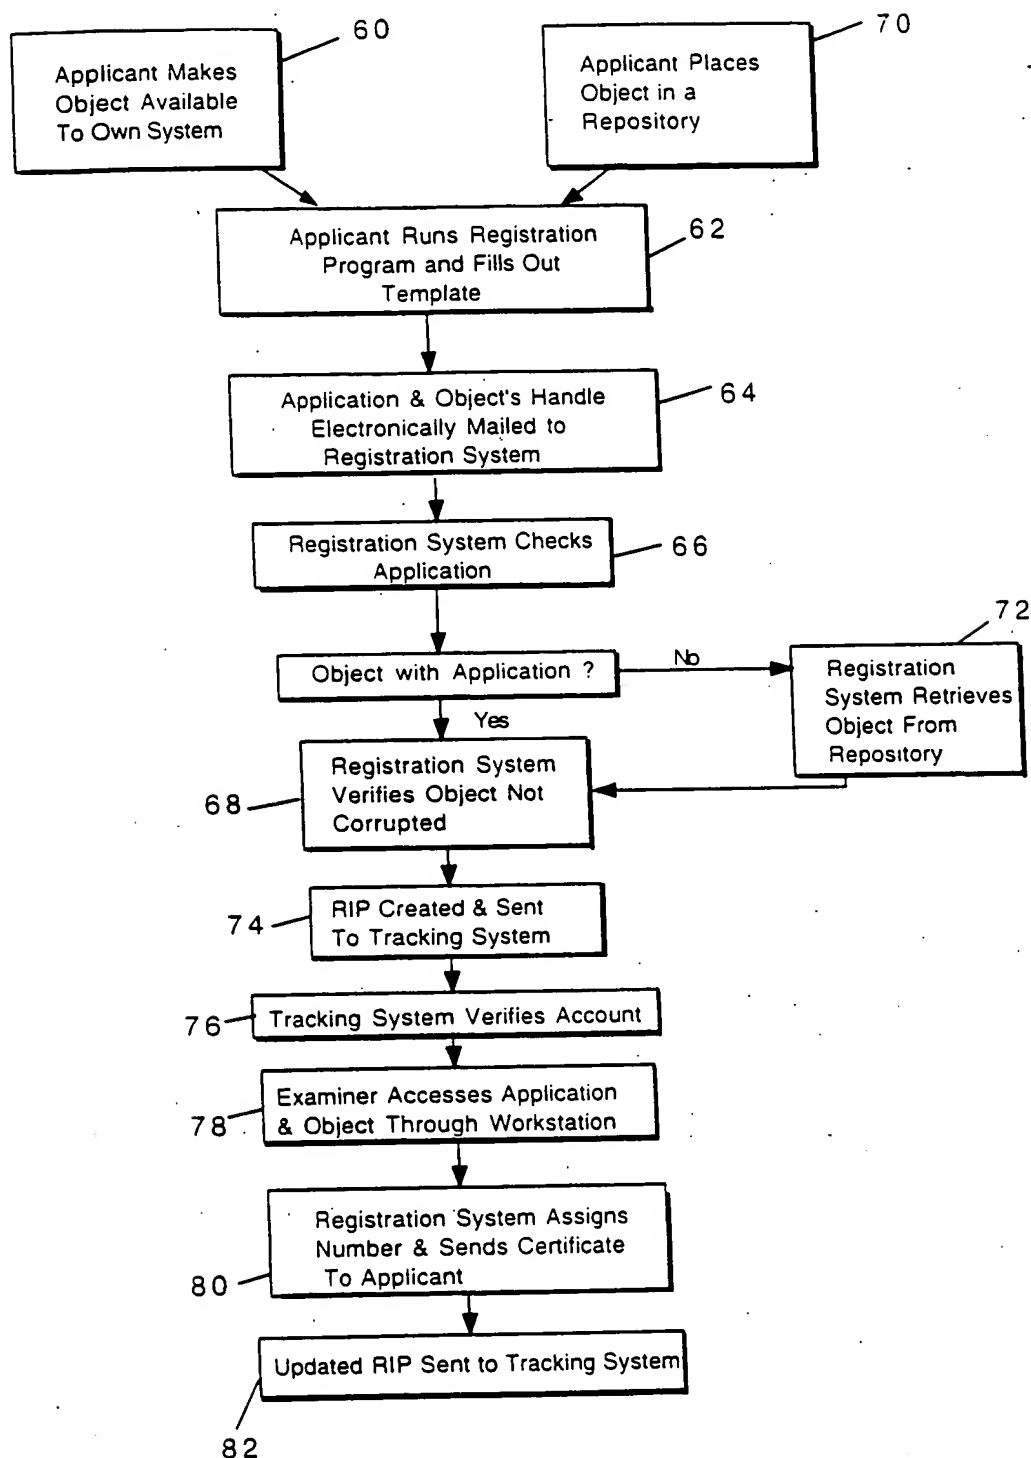 60
70
Applicant Makes
Object Available
To Own System
Applicant Places
Object in a
Repository
62
Applicant Runs Registration
Program and Fills Out
Template
64
Application & Object's Handle
Electronically Mailed to
Registration System
66
Registration System Checks
Application
72
Object with Application ?
No
Registration
System Retrieves
Object From
Repository
Yes
68
Registration System
Verifies Object Not
Corrupted
74
RIP Created & Sent
To Tracking System
76
Tracking System Verifies Account
78
Examiner Accesses Application
& Object Through Workstation
80
Registration System Assigns
Number & Sends Certificate
To Applicant
Updated RIP Sent to Tracking System
82